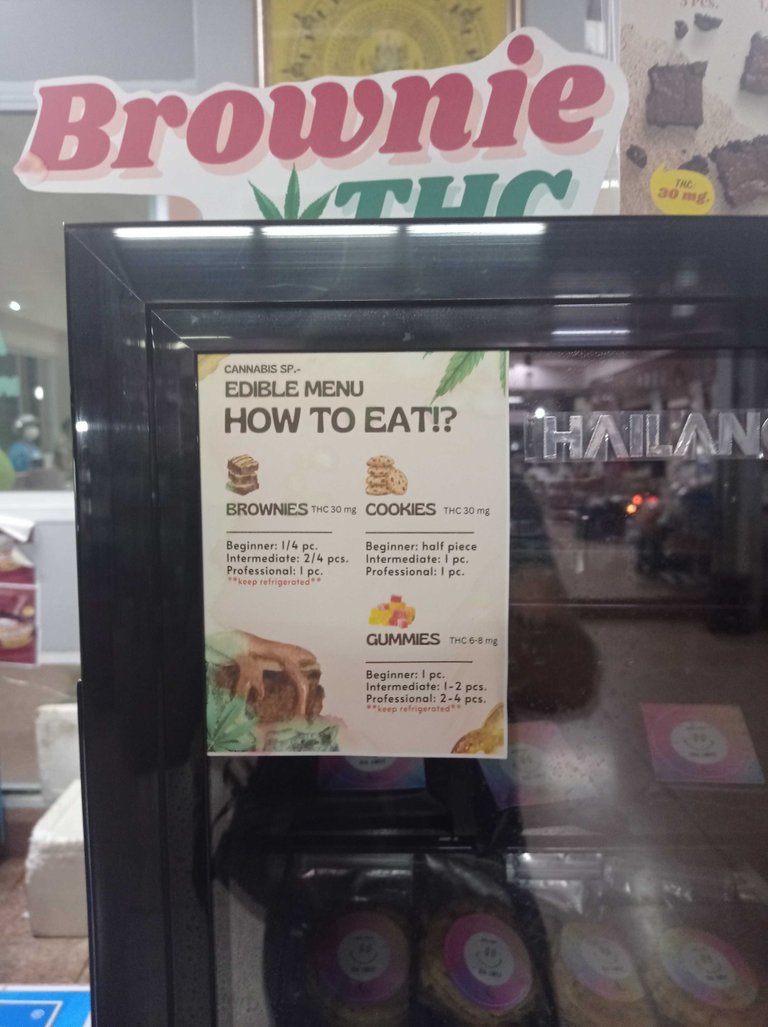 3 Pcs.
Brownie
THC
THC:
30 mg.
CANNABIS SP.-
EDIBLE MENU
HOW TO EAT!?
BROWNIES THC 30 mg
Beginner: 1/4 pc.
Intermediate: 2/4 pcs.
Professional: 1 pc.
**keep refrigerated**
COOKIES THC 30 mg
Beginner: half piece
Intermediate: 1 pc.
Professional: 1 pc.
GUMMIES THC 6-8 mg
Beginner: 1 pc.
Intermediate: 1-2 pcs.
Professional: 2-4 pcs.
**keep refrigerated**
HAILAN